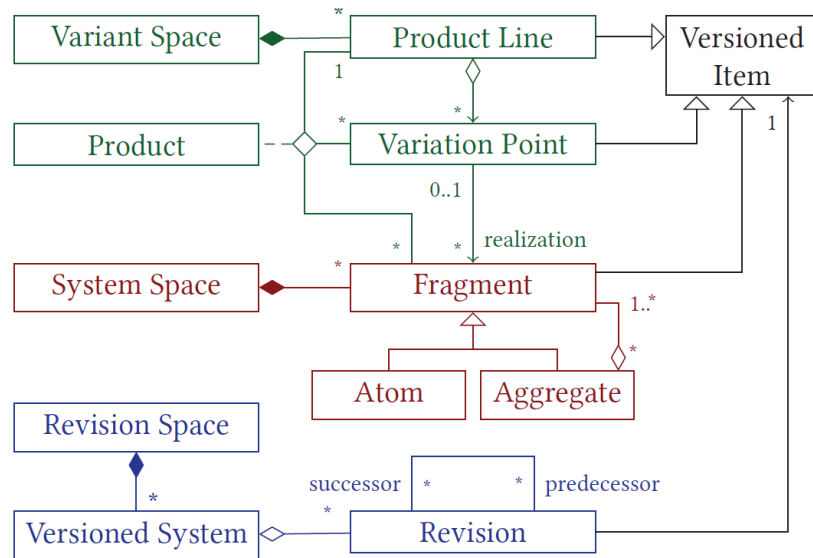 Variant Space
*
Product Line
Versioned
Item
1
*
1
Product
*
Variation Point
0..1
*
*
realization
System Space
*
Fragment
1..*
*
Atom
Aggregate
Revision Space
*
successor
*
*
predecessor
Versioned System
*
Revision